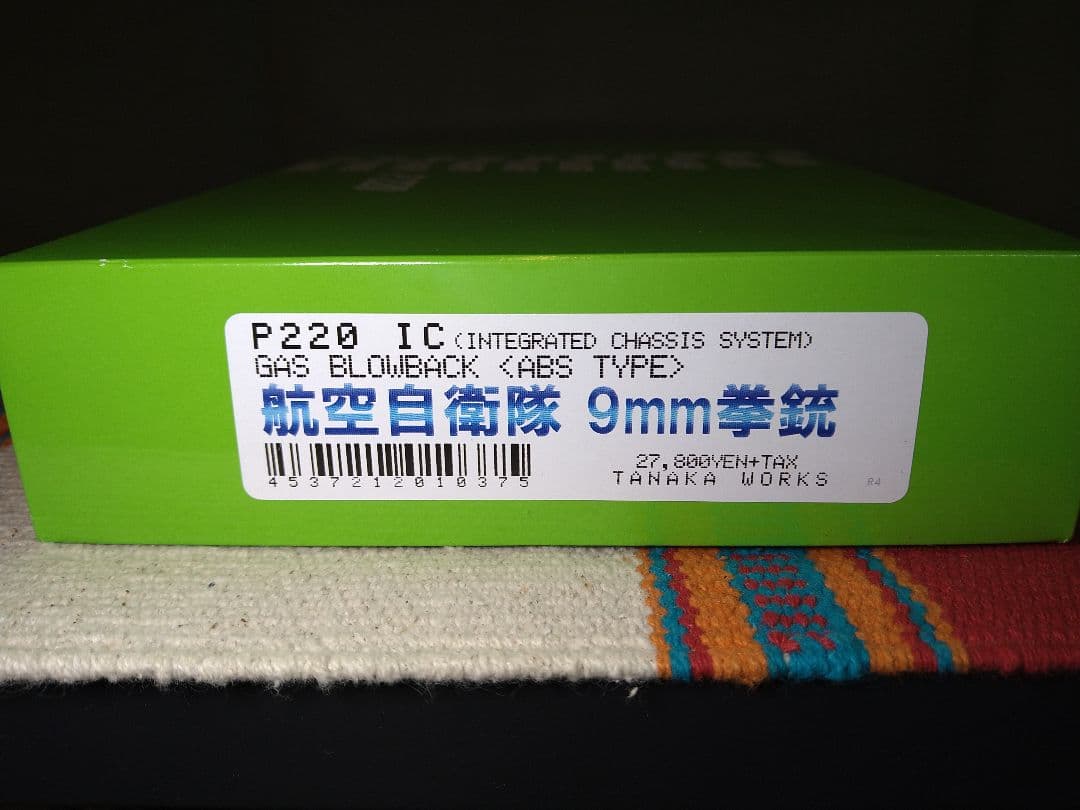 P220 IC(INTEGRATED CHASSIS SYSTEM)
GAS BLOWBACK <ABS TYPE>
航空自衛隊 9mm拳銃
4537212010375
27,800YEN+TAX
TANAKA WORKS
R4